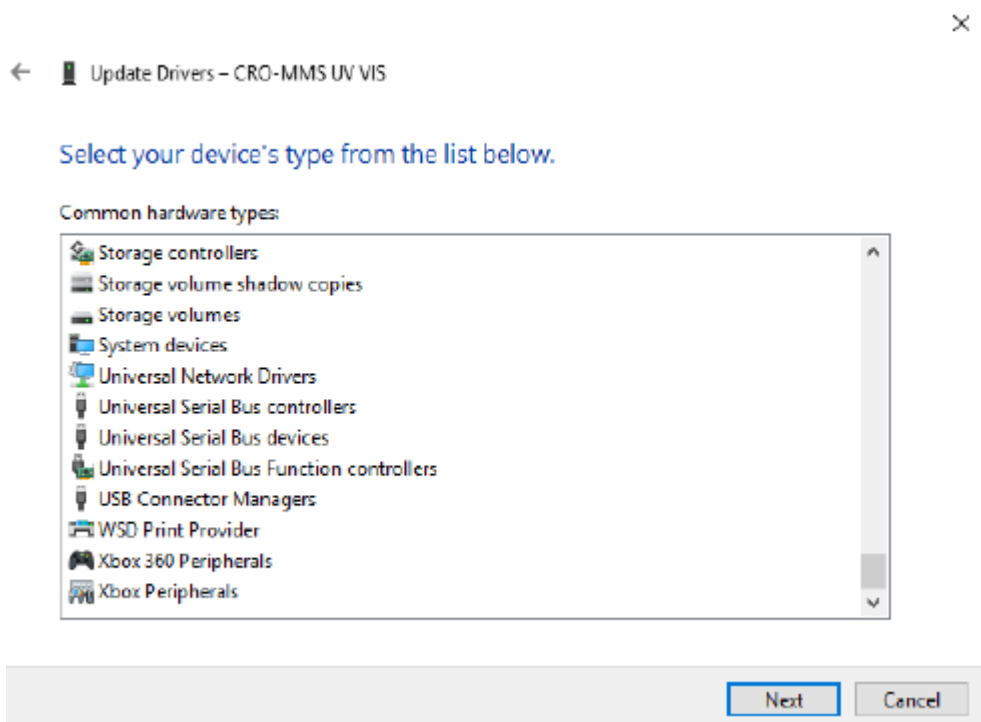 Update Drivers – CRO-MMS UV VIS
Select your device's type from the list below.
Common hardware types:
Storage controllers
Storage volume shadow copies
Storage volumes
System devices
Universal Network Drivers
Universal Serial Bus controllers
Universal Serial Bus devices
Universal Serial Bus Function controllers
USB Connector Managers
WSD Print Provider
Xbox 360 Peripherals
Xbox Peripherals
Next Cancel